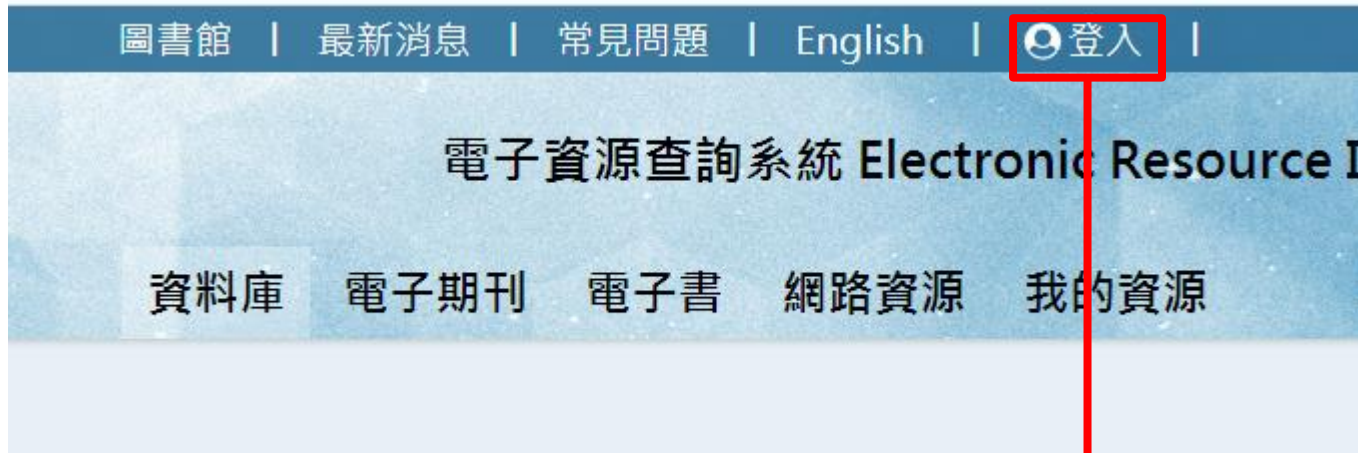 圖書館 | 最新消息 | 常見問題 | English | 登入 |
電子資源查詢系統 Electronic Resource
資料庫 電子期刊 電子書 網路資源 我的資源